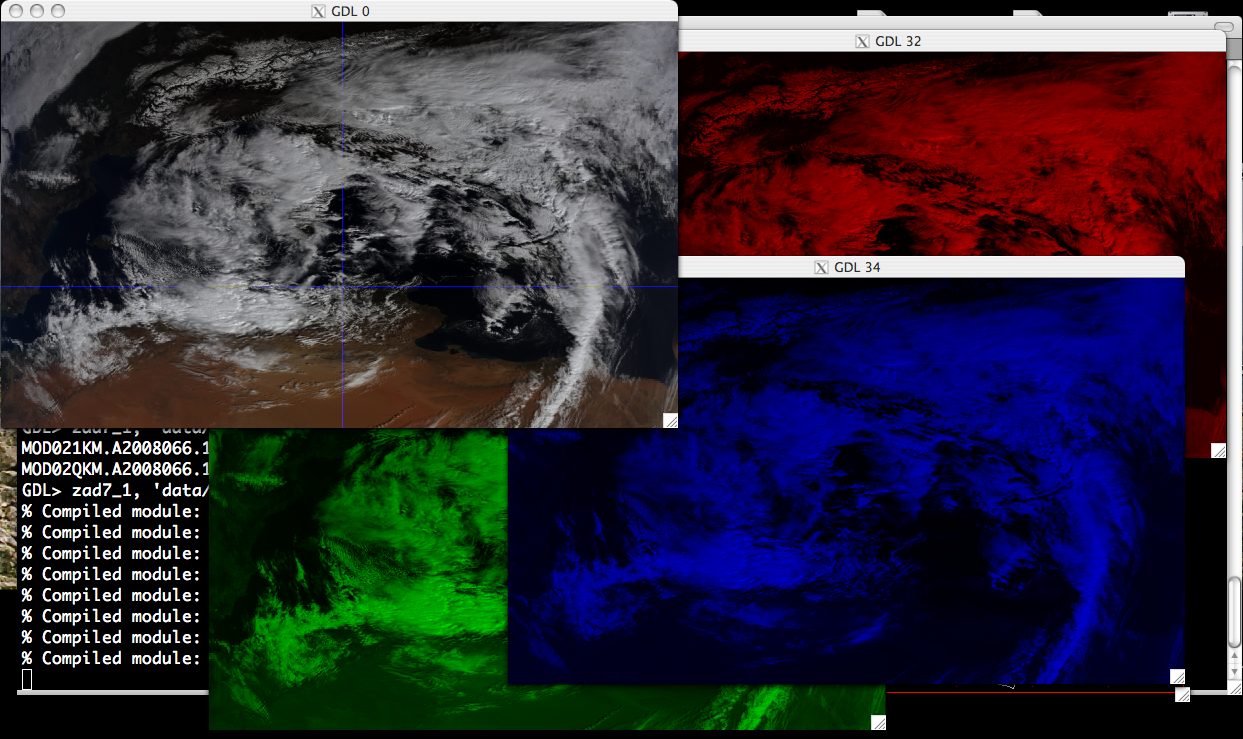 GDL 0
GDL 32
GDL 34
GDL> zad7_1, 'data/
MOD021KM.A2008066.1
MOD02QKM.A2008066.1
GDL> zad7_1, 'data/
% Compiled module:
% Compiled module:
% Compiled module:
% Compiled module:
% Compiled module:
% Compiled module:
% Compiled module:
% Compiled module: